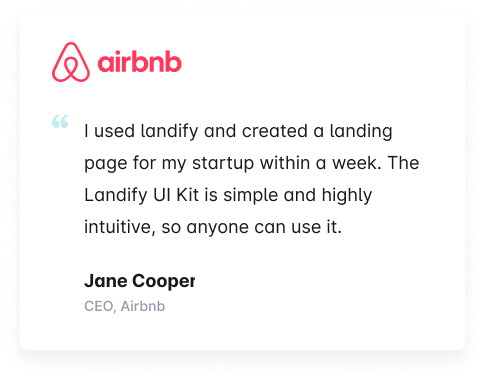 airbnb
“
I used landify and created a landing
page for my startup within a week. The
Landify UI Kit is simple and highly
intuitive, so anyone can use it.
Jane Cooper
CEO, Airbnb